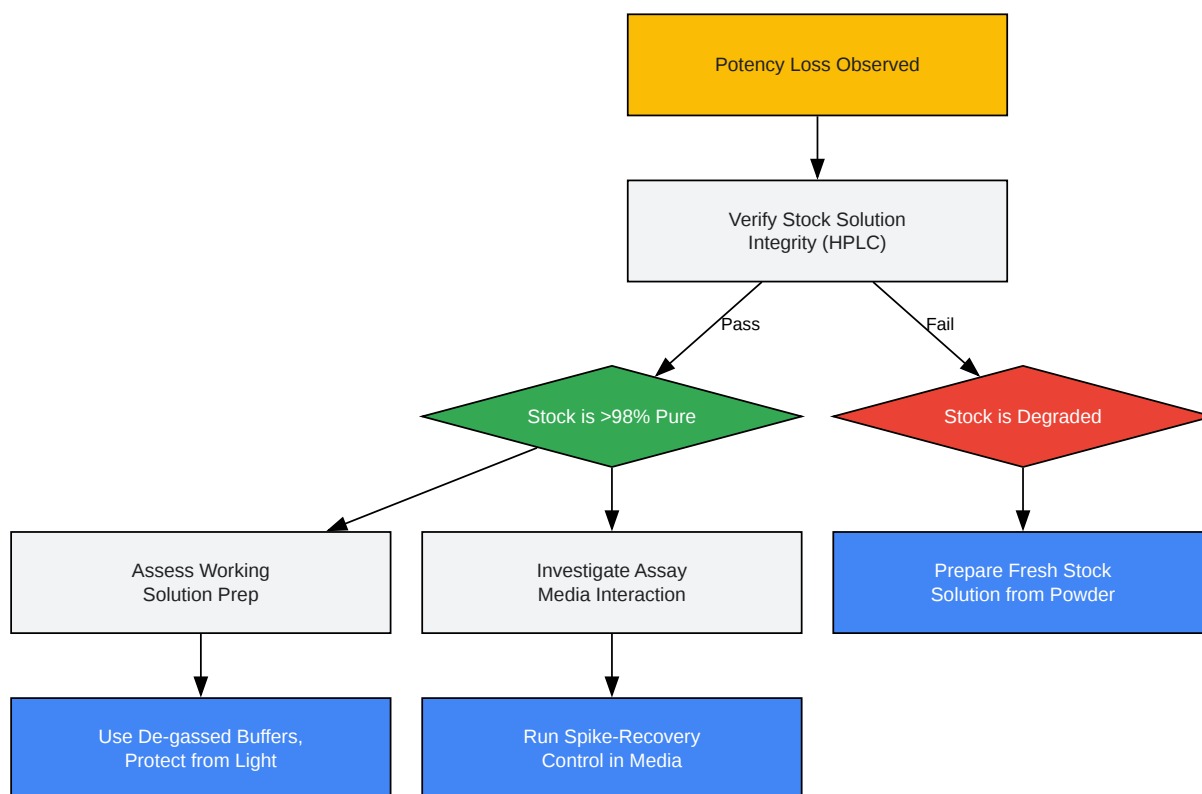 Potency Loss Observed
Verify Stock Solution
Integrity (HPLC)
Pass
Fail
Stock is >98% Pure
Stock is Degraded
Assess Working
Solution Prep
Investigate Assay
Media Interaction
Prepare Fresh Stock
Solution from Powder
Use De-gassed Buffers,
Protect from Light
Run Spike-Recovery
Control in Media